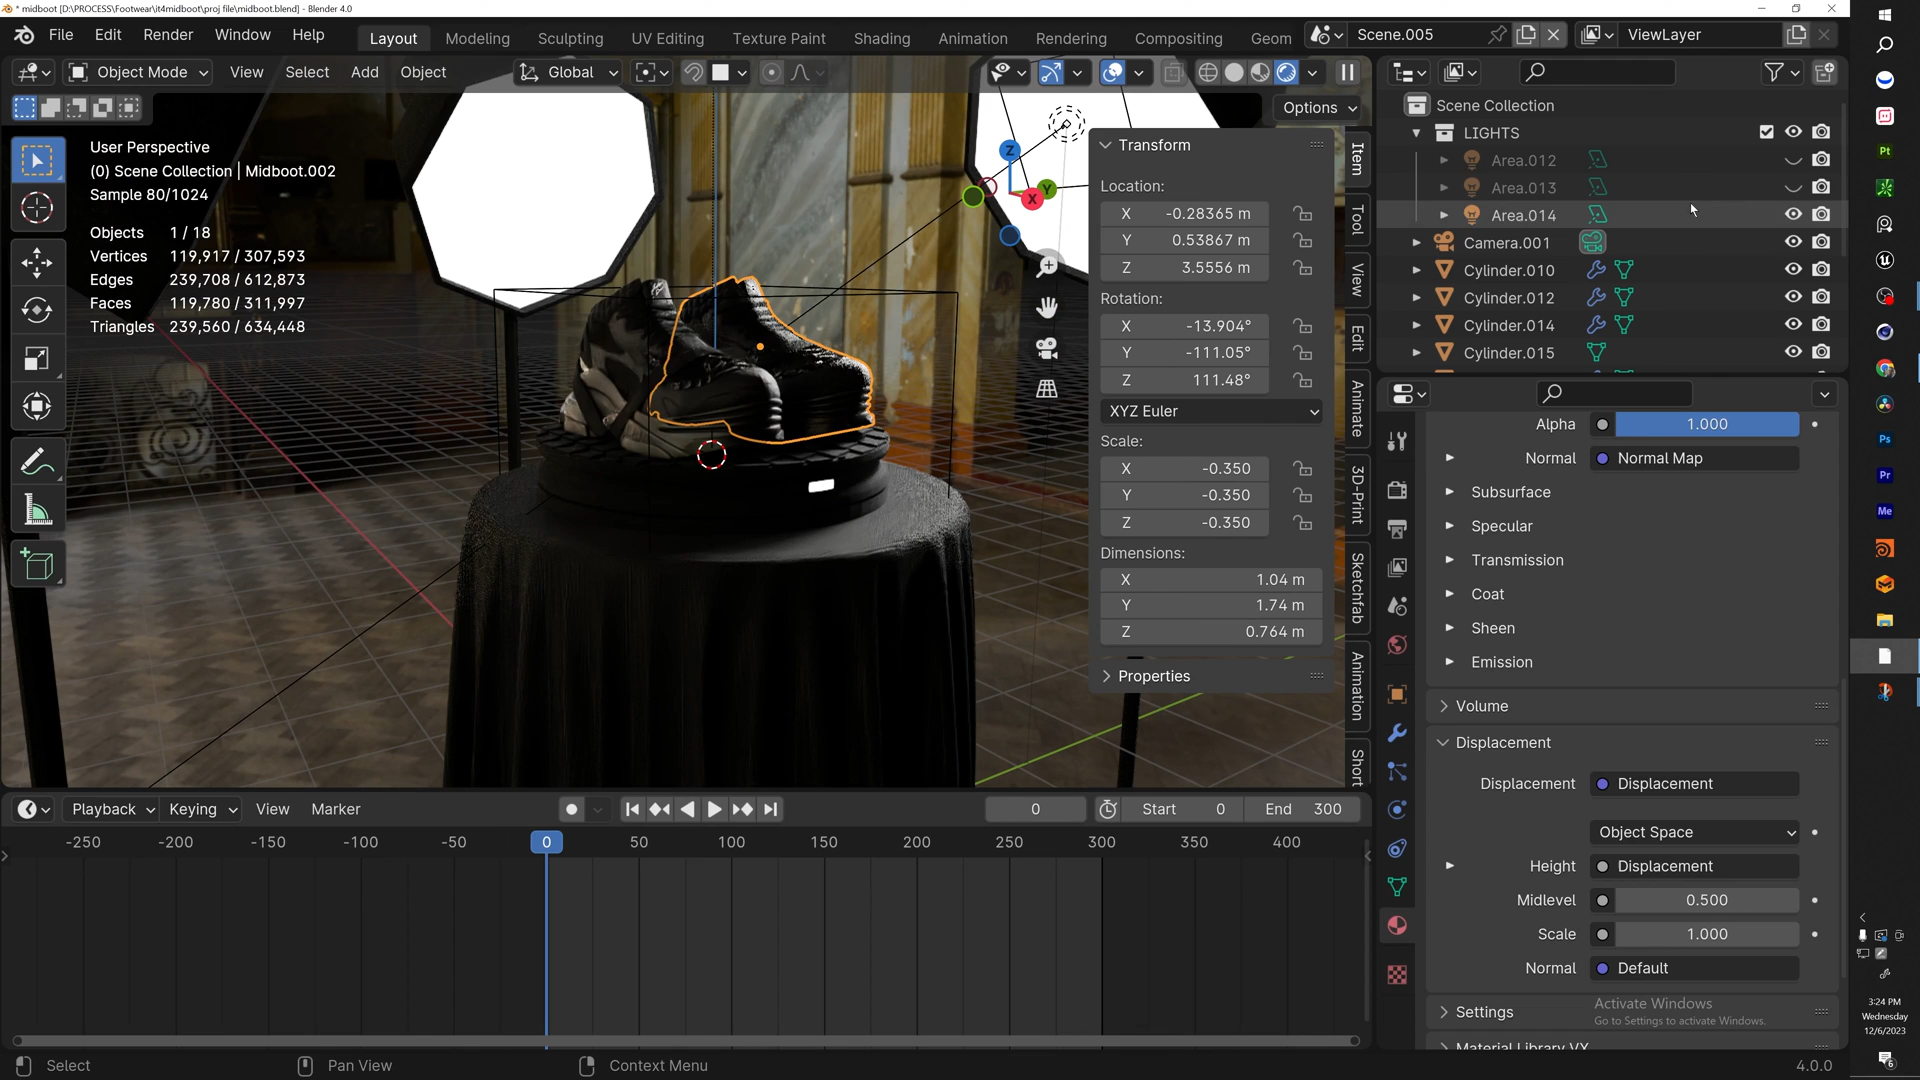 * midboot [D:\PROCESS\Footwear\it4midboot\proj file\midboot.blend] - Blender 4.0
File Edit Render Window Help
Layout Modeling Sculpting UV Editing Texture Paint Shading Animation Rendering Compositing Geom
Scene.005
ViewLayer
Object Mode View Select Add Object
Global
Options
User Perspective
(0) Scene Collection | Midboot.002
Sample 80/1024
Objects 1 / 18
Vertices 119,917 / 307,593
Edges 239,708 / 612,873
Faces 119,780 / 311,997
Triangles 239,560 / 634,448
Z
Y
X
Transform
Location:
X -0.28365 m
Y 0.53867 m
Z 3.5556 m
Rotation:
X -13.904°
Y -111.05°
Z 111.48°
XYZ Euler
Scale:
X -0.350
Y -0.350
Z -0.350
Dimensions:
X 1.04 m
Y 1.74 m
Z 0.764 m
Properties
Item
Tool
View
Edit
Animate
3D-Print
Sketchfab
Animation
Short
Scene Collection
LIGHTS
Area.012
Area.013
Area.014
Camera.001
Cylinder.010
Cylinder.012
Cylinder.014
Cylinder.015
Alpha 1.000
Normal Normal Map
Subsurface
Specular
Transmission
Coat
Sheen
Emission
Volume
Displacement
Displacement Displacement
Object Space
Height Displacement
Midlevel 0.500
Scale 1.000
Normal Default
Settings
Material Library VX
Activate Windows
Go to Settings to activate Windows.
Playback Keying View Marker
0
Start 0
End 300
-250 -200 -150 -100 -50 0 50 100 150 200 250 300 350 400
Select
Pan View
Context Menu
4.0.0
Pt
Ps
Pr
Me
3:24 PM
Wednesday
12/6/2023
6